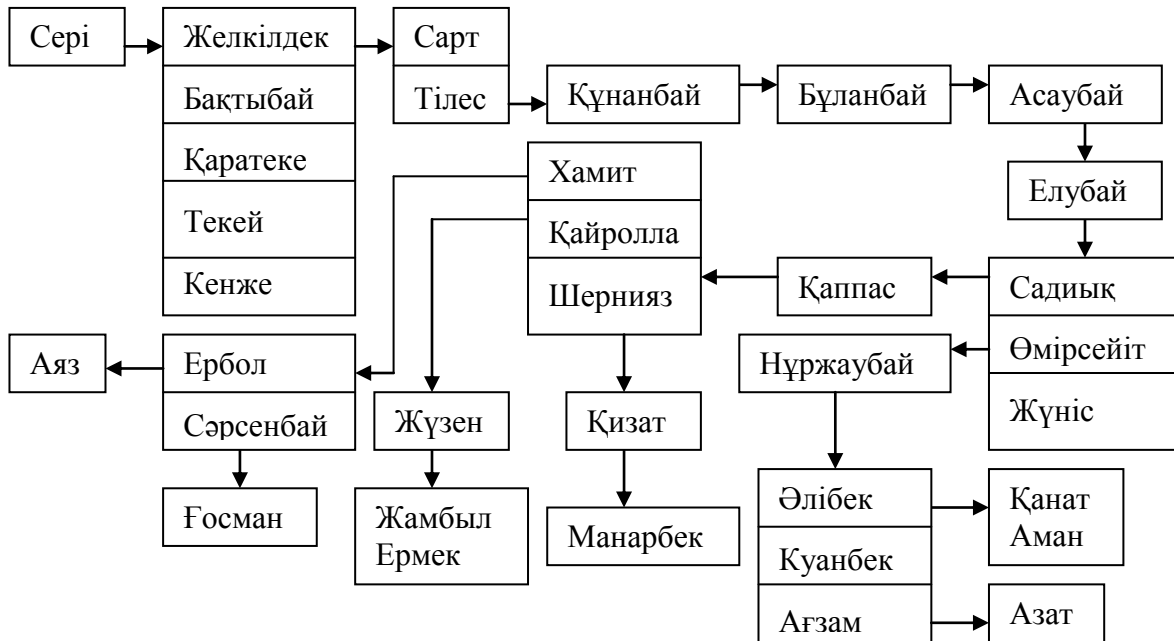 Сері
Желкілдек
Бақтыбай
Қаратеке
Текей
Кенже
Сарт
Тілес
Құнанбай
Бұланбай
Асаубай
Елубай
Садиық
Өмірсейіт
Жүніс
Қаппас
Хамит
Қайролла
Шернияз
Нұржаубай
Аяз
Ербол
Сәрсенбай
Ғосман
Жүзен
Жамбыл
Ермек
Қизат
Манарбек
Әлібек
Куанбек
Ағзам
Қанат
Аман
Азат